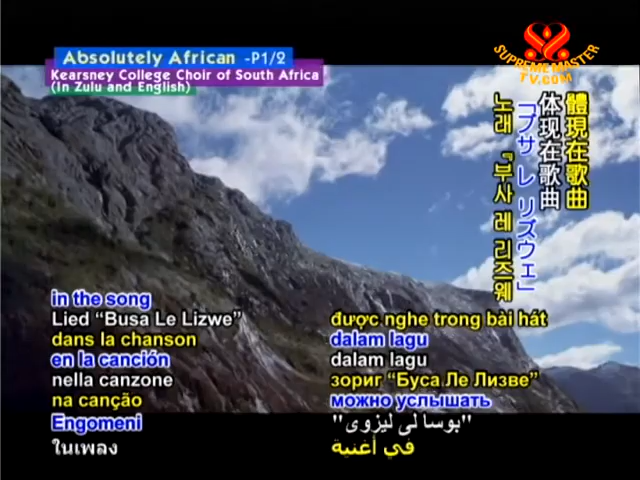 SUPREME MASTER
TV.COM
Absolutely African -P1/2
Kearsney College Choir of South Africa
(In Zulu and English)
體現在歌曲
体现在歌曲
「ブサ レ リズウェ」
노래 『부사 레 리즈웨
in the song
Lied “Busa Le Lizwe”
dans la chanson
en la canción
nella canzone
na canção
Engomeni
ในเพลง
được nghe trong bài hát
dalam lagu
dalam lagu
зориг “Буса Ле Лизве”
можно услышать
"بوسا لي ليزوى"
في أغنية